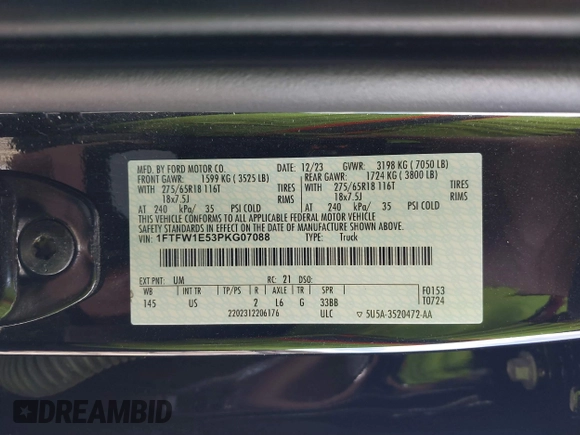 MFD. BY FORD MOTOR CO. 12/23 GVWR: 3198 KG ( 7050 LB)
FRONT GAWR: 1599 KG ( 3525 LB) REAR GAWR: 1724 KG ( 3800 LB)
WITH 275/65R18 116T TIRES WITH 275/65R18 116T TIRES
18x7.5J RIMS 18x7.5J RIMS
AT 240 kPa/ 35 PSI COLD AT 240 kPa/ 35 PSI COLD
THIS VEHICLE CONFORMS TO ALL APPLICABLE FEDERAL MOTOR VEHICLE
SAFETY STANDARDS IN EFFECT ON THE DATE OF MANUFACTURE SHOWN ABOVE.
VIN: 1FTFW1E53PKG07088 TYPE: Truck
EXT PNT: UM RC: 21 DSO:
WB INT TR TP/PS R AXLE TR SPR F0153
145 US 2 L6 G 33BB T0724
2202312206176 ULC ▽ 5U5A-3520472-AA
DREAMBID